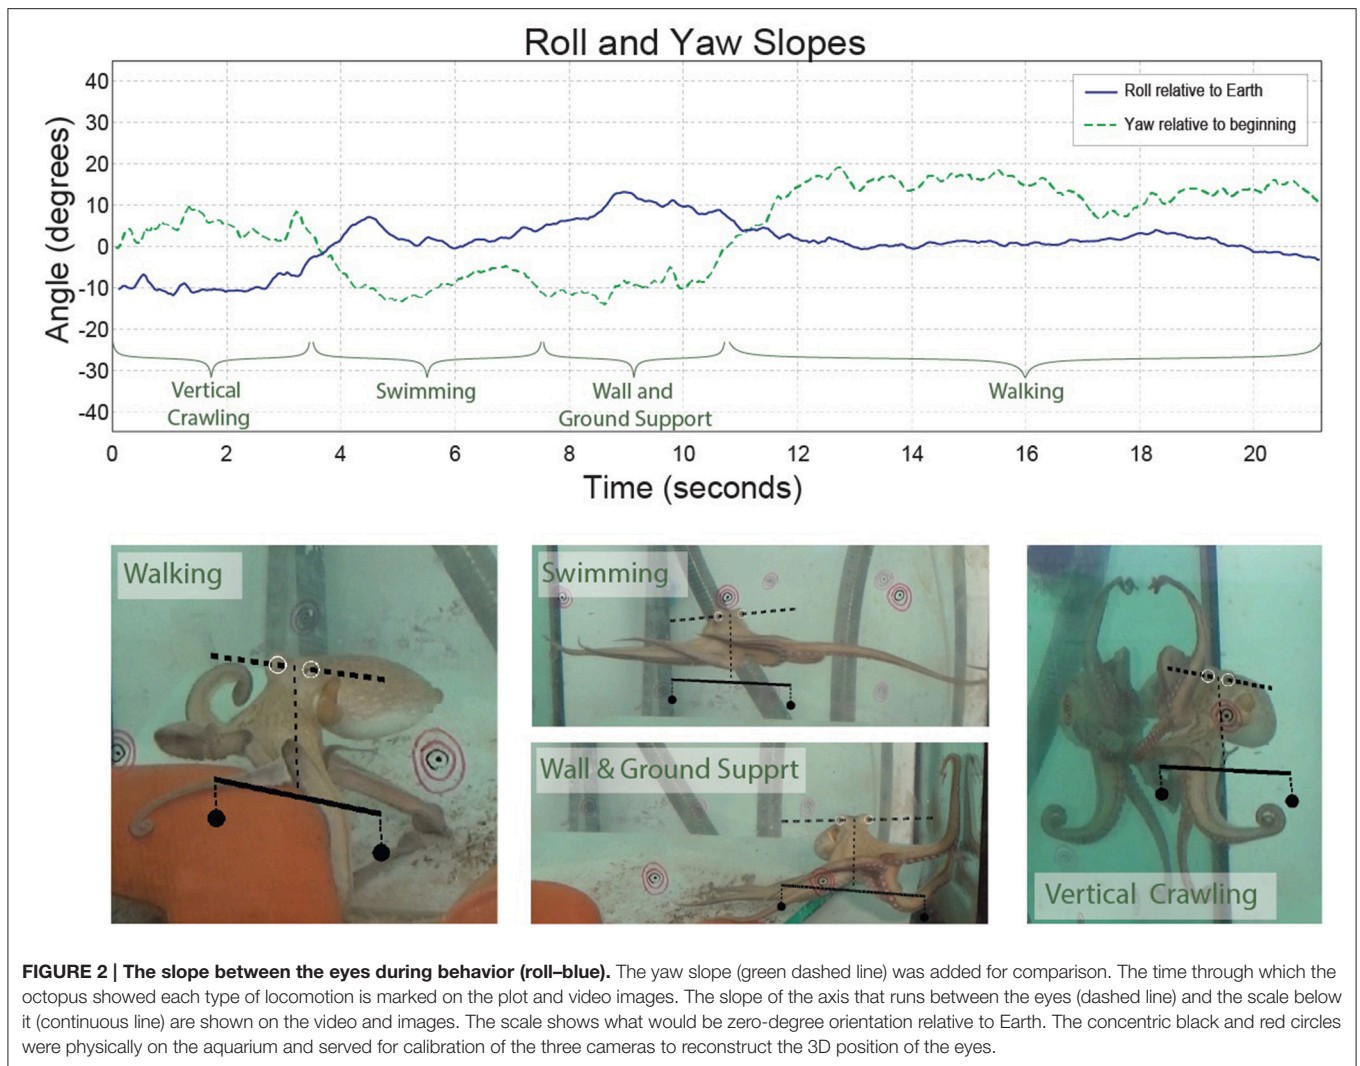 Roll and Yaw Slopes
Angle (degrees)
40
30
20
10
0
-10
-20
-30
-40
Roll relative to Earth
Yaw relative to beginning
Vertical
Crawling
Swimming
Wall and
Ground Support
Walking
0 2 4 6 8 10 12 14 16 18 20
Time (seconds)
Walking
Swimming
Wall & Ground Supprt
Vertical Crawling
FIGURE 2 | The slope between the eyes during behavior (roll–blue). The yaw slope (green dashed line) was added for comparison. The time through which the
octopus showed each type of locomotion is marked on the plot and video images. The slope of the axis that runs between the eyes (dashed line) and the scale below
it (continuous line) are shown on the video and images. The scale shows what would be zero-degree orientation relative to Earth. The concentric black and red circles
were physically on the aquarium and served for calibration of the three cameras to reconstruct the 3D position of the eyes.